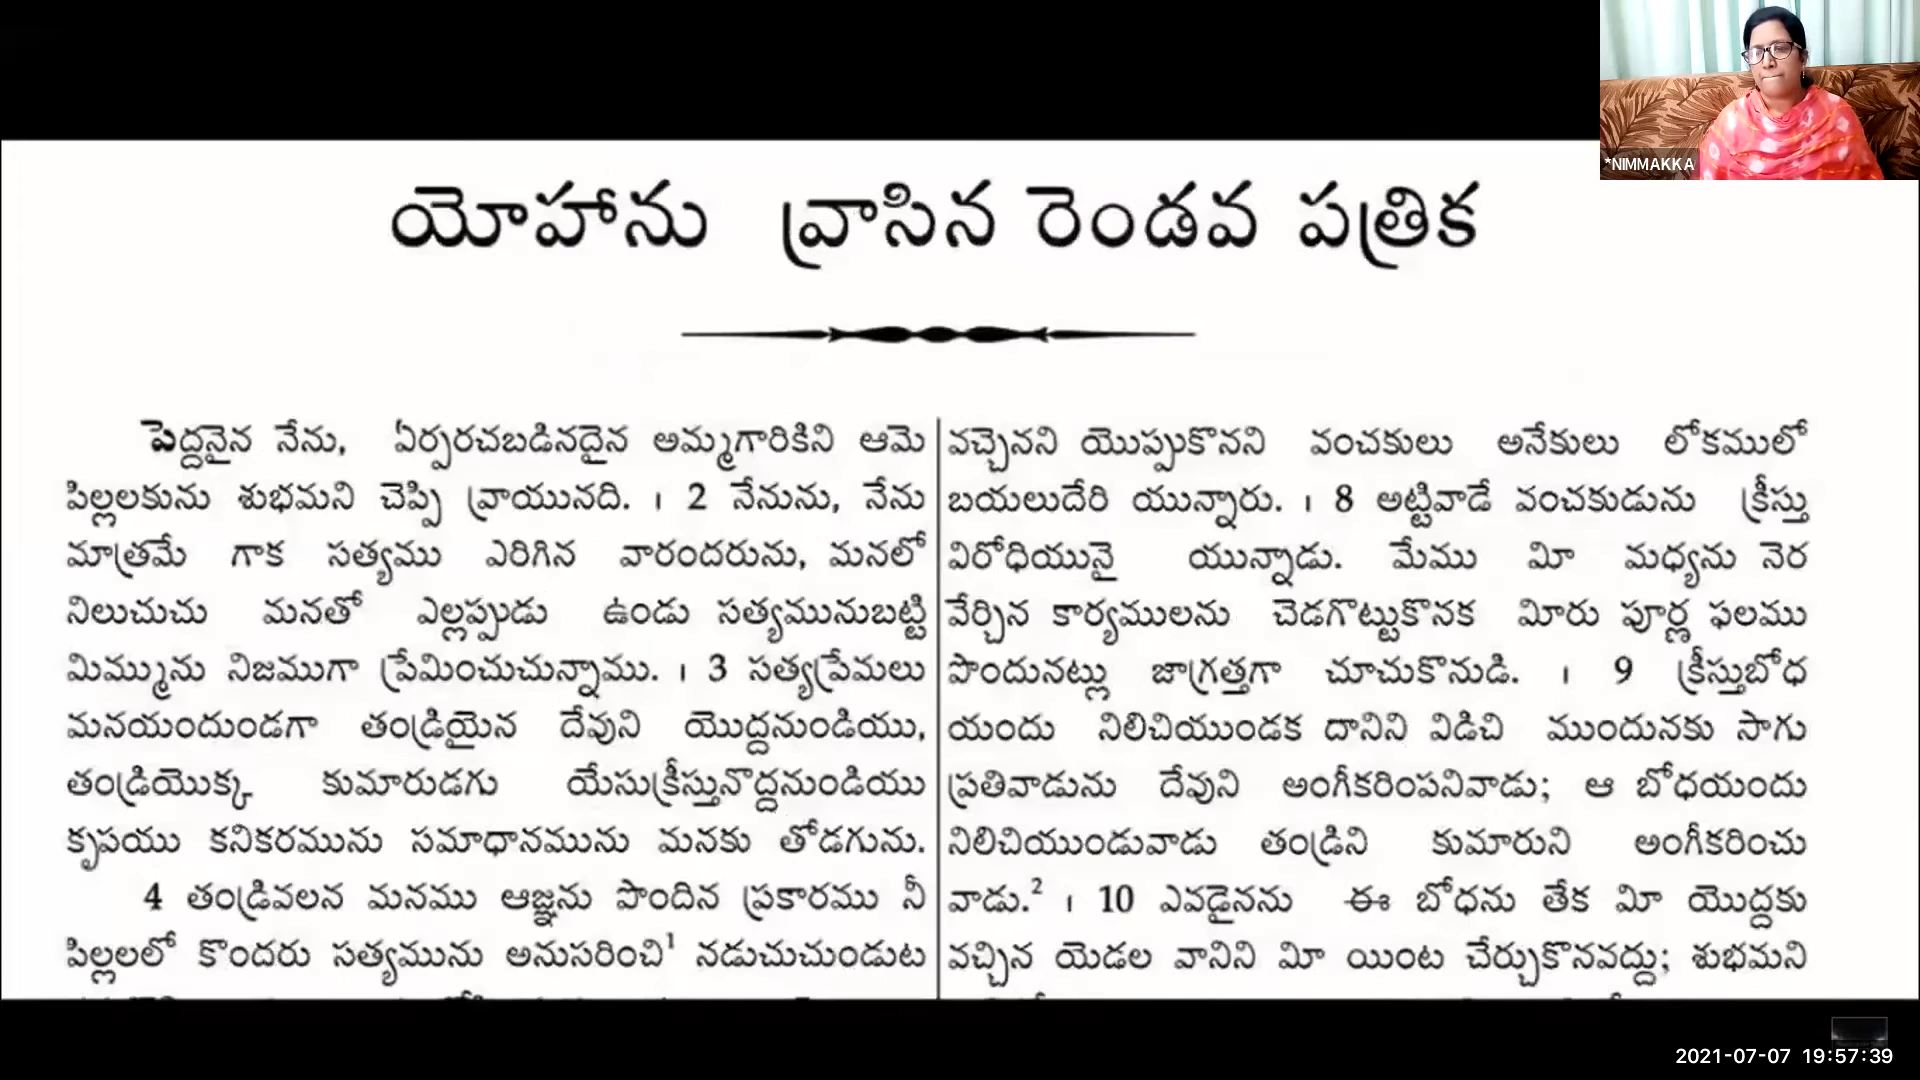 *NIMMAKKA
యోహాను వ్రాసిన రెండవ పత్రిక
పెద్దనైన నేను, ఏర్పరచబడినదైన అమ్మగారికిని ఆమె
పిల్లలకును శుభమని చెప్పి వ్రాయునది. । 2 నేనును, నేను
మాత్రమే గాక సత్యము ఎరిగిన వారందరును, మనలో
నిలుచుచు మనతో ఎల్లప్పుడు ఉండు సత్యమునుబట్టి
మిమ్మును నిజముగా ప్రేమించుచున్నాము. । 3 సత్యప్రేమలు
మనయందుండగా తండ్రియైన దేవుని యొద్దనుండియు,
తండ్రియొక్క కుమారుడగు యేసుక్రీస్తునొద్దనుండియు
కృపయు కనికరమును సమాధానమును మనకు తోడగును.
4 తండ్రివలన మనము ఆజ్ఞను పొందిన ప్రకారము నీ
పిల్లలలో కొందరు సత్యమును అనుసరించి¹ నడుచుచుండుట
వచ్చెనని యొప్పుకొనని వంచకులు అనేకులు లోకములో
బయలుదేరి యున్నారు. । 8 అట్టివాడే వంచకుడును క్రీస్తు
విరోధియునై యున్నాడు. మేము మీ మధ్యను నెర
వేర్చిన కార్యములను చెడగొట్టుకొనక మీరు పూర్ణ ఫలము
పొందునట్లు జాగ్రత్తగా చూచుకొనుడి. । 9 క్రీస్తుబోధ
యందు నిలిచియుండక దానిని విడిచి ముందునకు సాగు
ప్రతివాడును దేవుని అంగీకరింపనివాడు; ఆ బోధయందు
నిలిచియుండువాడు తండ్రిని కుమారుని అంగీకరించు
వాడు.² । 10 ఎవడైనను ఈ బోధను తేక మీ యొద్దకు
వచ్చిన యెడల వానిని మీ యింట చేర్చుకొనవద్దు; శుభమని
2021-07-07 19:57:39